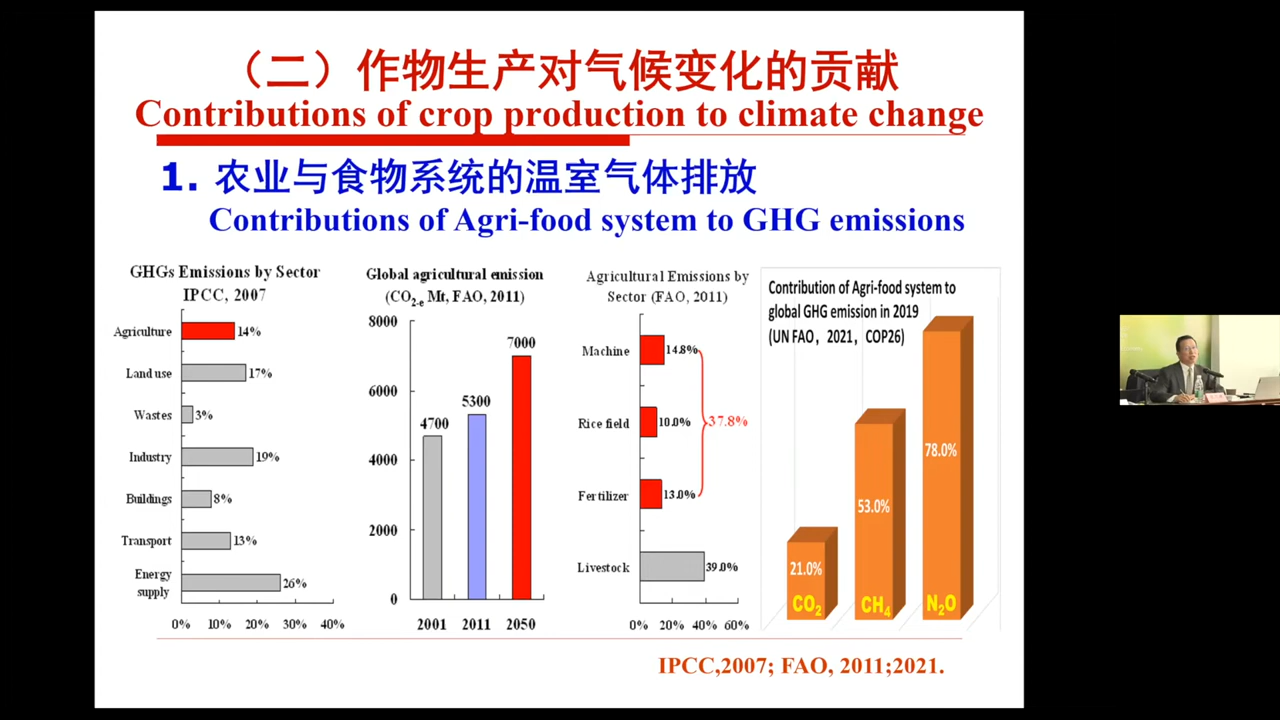 （二）作物生产对气候变化的贡献
Contributions of crop production to climate change
1. 农业与食物系统的温室气体排放
Contributions of Agri-food system to GHG emissions
GHGs Emissions by Sector
IPCC, 2007
Agriculture 14%
Land use 17%
Wastes 3%
Industry 19%
Buildings 8%
Transport 13%
Energy supply 26%
0% 10% 20% 30% 40%
Global agricultural emission
(CO2-e Mt, FAO, 2011)
8000
7000
6000
5300
4700
4000
2000
0
2001 2011 2050
Agricultural Emissions by
Sector (FAO, 2011)
Machine 14.8%
Rice field 10.0%
37.8%
Fertilizer 13.0%
Livestock 39.0%
0% 20% 40% 60%
Contribution of Agri-food system to
global GHG emission in 2019
(UN FAO，2021，COP26)
78.0%
53.0%
21.0%
CO2 CH4 N2O
IPCC,2007; FAO, 2011;2021.